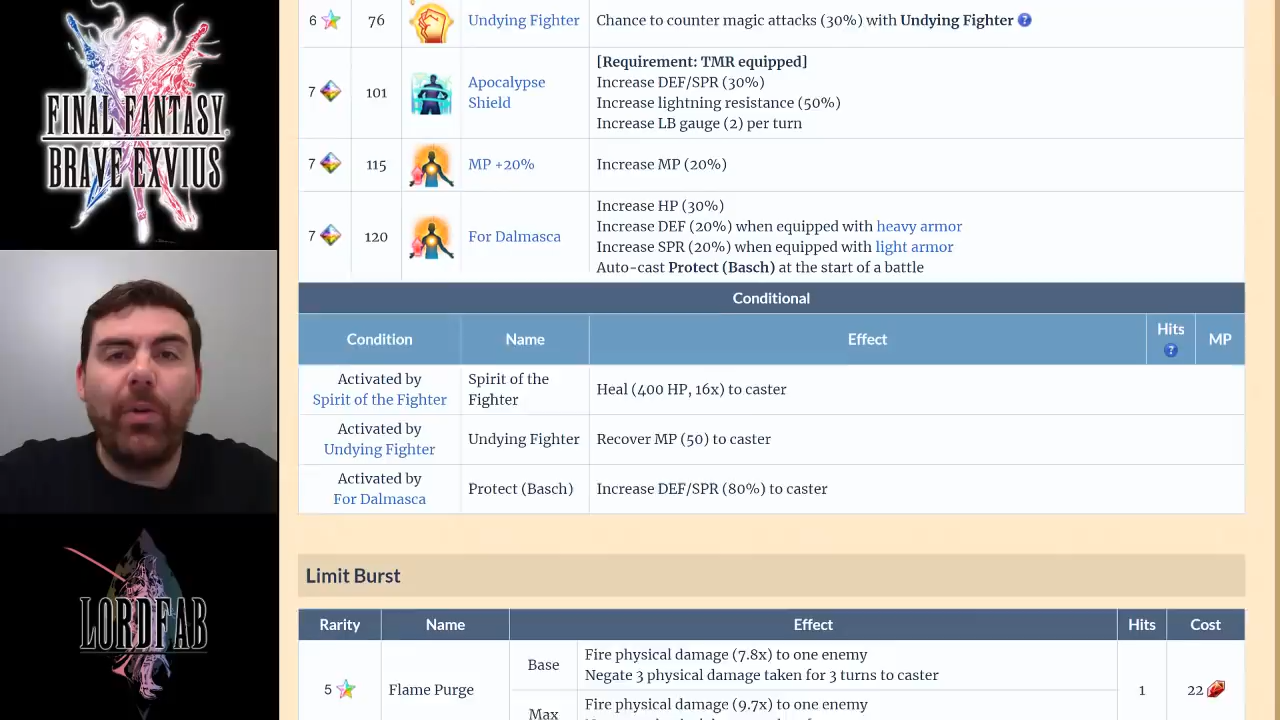 FINAL FANTASY
BRAVE EXVIUS
LORDFAB
6 76 Undying Fighter Chance to counter magic attacks (30%) with Undying Fighter ?
7 101 Apocalypse Shield
[Requirement: TMR equipped]
Increase DEF/SPR (30%)
Increase lightning resistance (50%)
Increase LB gauge (2) per turn
7 115 MP +20% Increase MP (20%)
7 120 For Dalmasca
Increase HP (30%)
Increase DEF (20%) when equipped with heavy armor
Increase SPR (20%) when equipped with light armor
Auto-cast Protect (Basch) at the start of a battle
Conditional
Condition Name Effect Hits ? MP
Activated by
Spirit of the Fighter
Spirit of the
Fighter
Heal (400 HP, 16x) to caster
Activated by
Undying Fighter
Undying Fighter
Recover MP (50) to caster
Activated by
For Dalmasca
Protect (Basch)
Increase DEF/SPR (80%) to caster
Limit Burst
Rarity Name Effect Hits Cost
5 Flame Purge
Base
Fire physical damage (7.8x) to one enemy
Negate 3 physical damage taken for 3 turns to caster
1 22
Max
Fire physical damage (9.7x) to one enemy